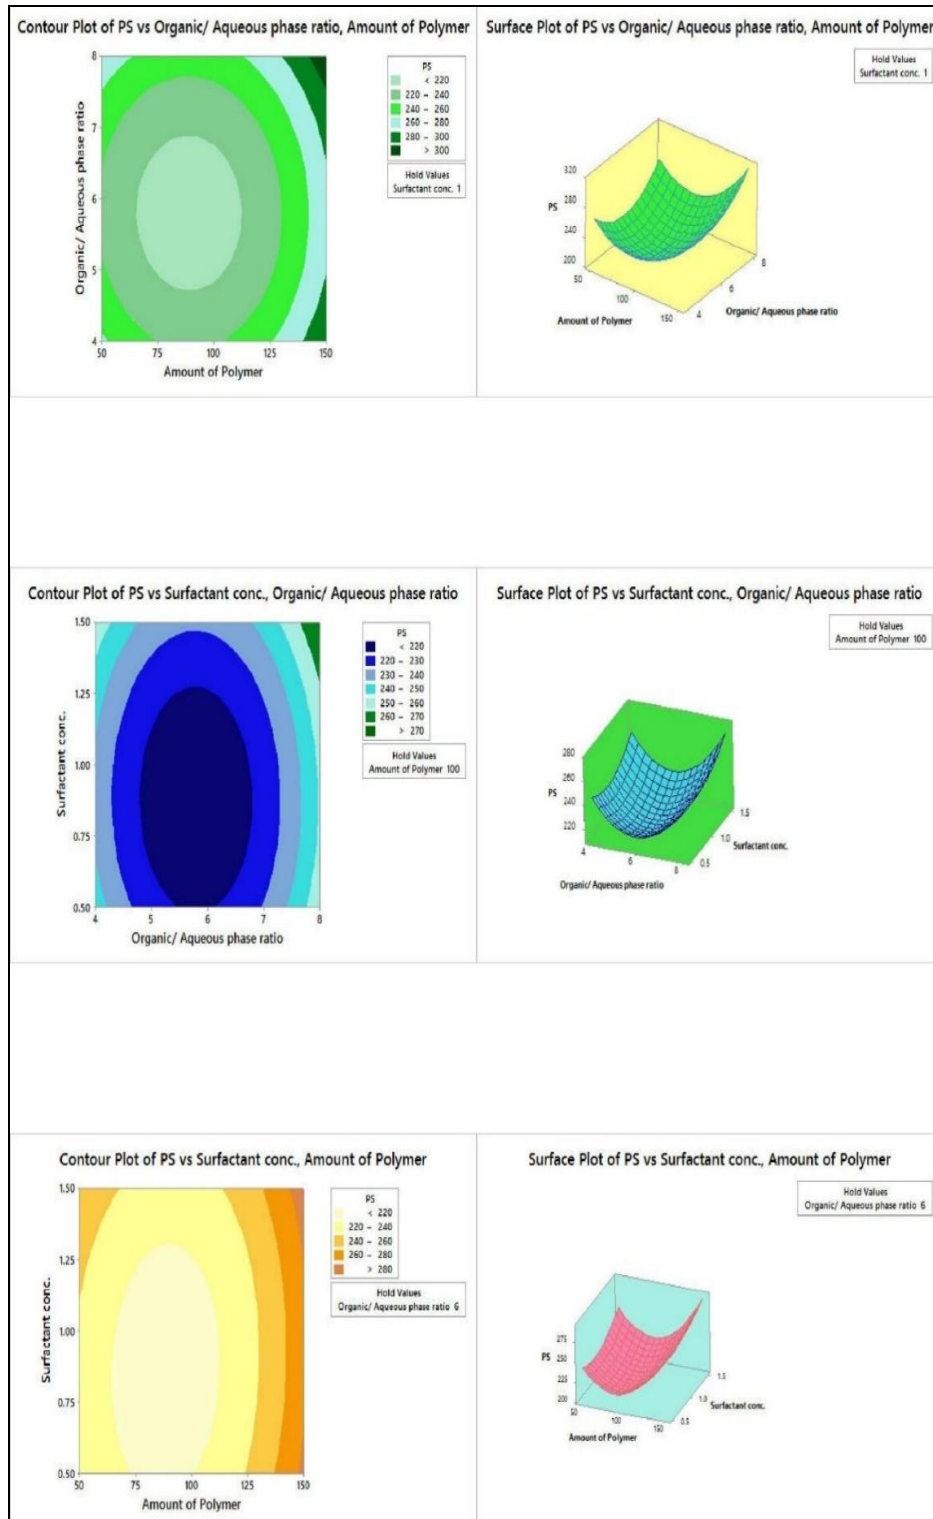 Contour Plot of PS vs Organic/ Aqueous phase ratio, Amount of Polymer
Organic/ Aqueous phase ratio
8
7
6
5
4
50 75 100 125 150
Amount of Polymer
PS
< 220
220 – 240
240 – 260
260 – 280
280 – 300
> 300
Hold Values
Surfactant conc. 1
Surface Plot of PS vs Organic/ Aqueous phase ratio, Amount of Polymer
Hold Values
Surfactant conc. 1
320
280
240
200
PS
50
100
150
Amount of Polymer
4
6
8
Organic/ Aqueous phase ratio
Contour Plot of PS vs Surfactant conc., Organic/ Aqueous phase ratio
Surfactant conc.
1.50
1.25
1.00
0.75
0.50
4 5 6 7 8
Organic/ Aqueous phase ratio
PS
< 220
220 – 230
230 – 240
240 – 250
250 – 260
260 – 270
> 270
Hold Values
Amount of Polymer 100
Surface Plot of PS vs Surfactant conc., Organic/ Aqueous phase ratio
Hold Values
Amount of Polymer 100
280
260
240
220
PS
4
6
8
Organic/ Aqueous phase ratio
0.5
1.0
1.5
Surfactant conc.
Contour Plot of PS vs Surfactant conc., Amount of Polymer
Surfactant conc.
1.50
1.25
1.00
0.75
0.50
50 75 100 125 150
Amount of Polymer
PS
< 220
220 – 240
240 – 260
260 – 280
> 280
Hold Values
Organic/ Aqueous phase ratio 6
Surface Plot of PS vs Surfactant conc., Amount of Polymer
Hold Values
Organic/ Aqueous phase ratio 6
275
250
225
200
PS
50
100
150
Amount of Polymer
0.5
1.0
1.5
Surfactant conc.